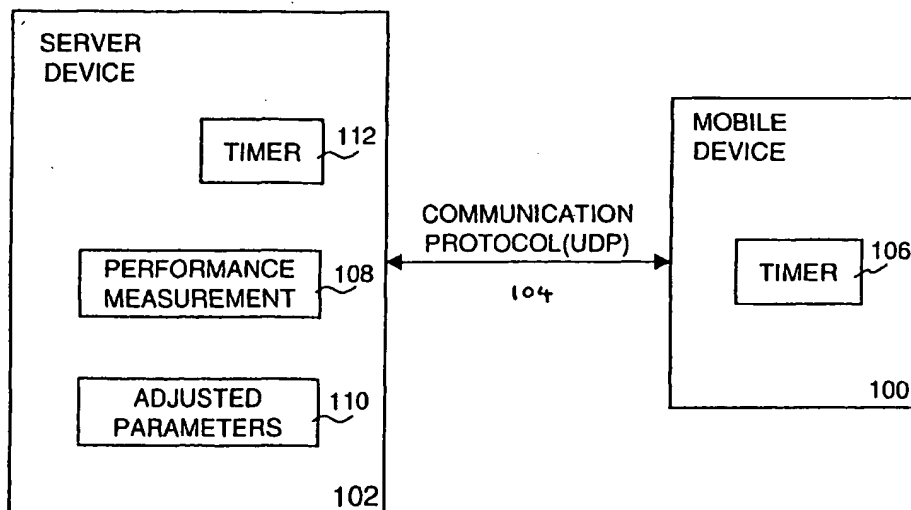 SERVER
DEVICE
TIMER
112
PERFORMANCE
MEASUREMENT
108
ADJUSTED
PARAMETERS
110
102
COMMUNICATION
PROTOCOL(UDP)
104
MOBILE
DEVICE
TIMER
106
100